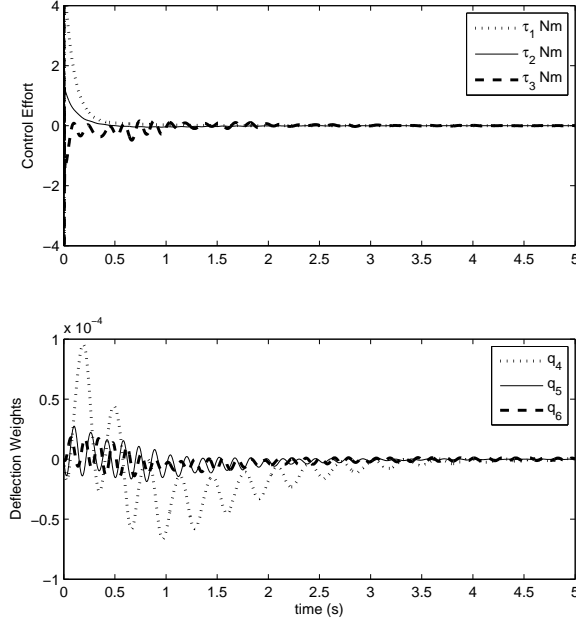 4
2
0
−2
−4
Control Effort
τ1 Nm
τ2 Nm
τ3 Nm
0 0.5 1 1.5 2 2.5 3 3.5 4 4.5 5
x 10−4
1
0.5
0
−0.5
−1
Deflection Weights
q4
q5
q6
0 0.5 1 1.5 2 2.5 3 3.5 4 4.5 5
time (s)